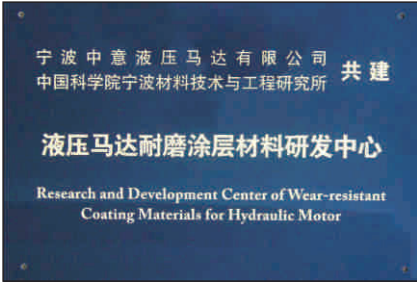 宁波中意液压马达有限公司
中国科学院宁波材料技术与工程研究所
共建
液压马达耐磨涂层材料研发中心
Research and Development Center of Wear-resistant
Coating Materials for Hydraulic Motor